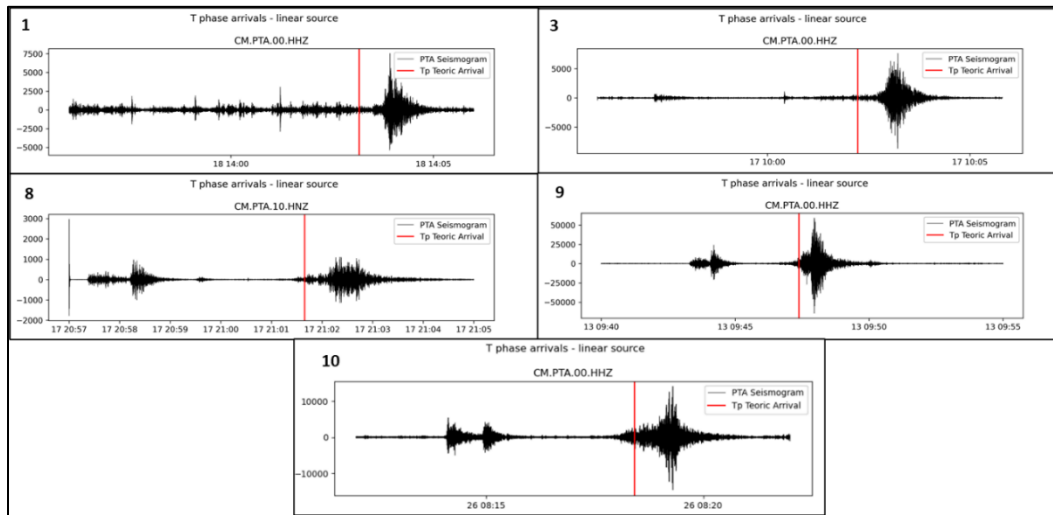 1
T phase arrivals - linear source
CM.PTA.00.HHZ
PTA Seismogram
Tp Teoric Arrival
7500
5000
2500
0
−2500
−5000
18 14:00
18 14:05
3
T phase arrivals - linear source
CM.PTA.00.HHZ
PTA Seismogram
Tp Teoric Arrival
5000
0
−5000
17 10:00
17 10:05
8
T phase arrivals - linear source
CM.PTA.10.HNZ
PTA Seismogram
Tp Teoric Arrival
3000
2000
1000
0
−1000
−2000
17 20:57
17 20:58
17 20:59
17 21:00
17 21:01
17 21:02
17 21:03
17 21:04
17 21:05
9
T phase arrivals - linear source
CM.PTA.00.HHZ
PTA Seismogram
Tp Teoric Arrival
50000
25000
0
−25000
−50000
13 09:40
13 09:45
13 09:50
13 09:55
10
T phase arrivals - linear source
CM.PTA.00.HHZ
PTA Seismogram
Tp Teoric Arrival
10000
0
−10000
26 08:15
26 08:20